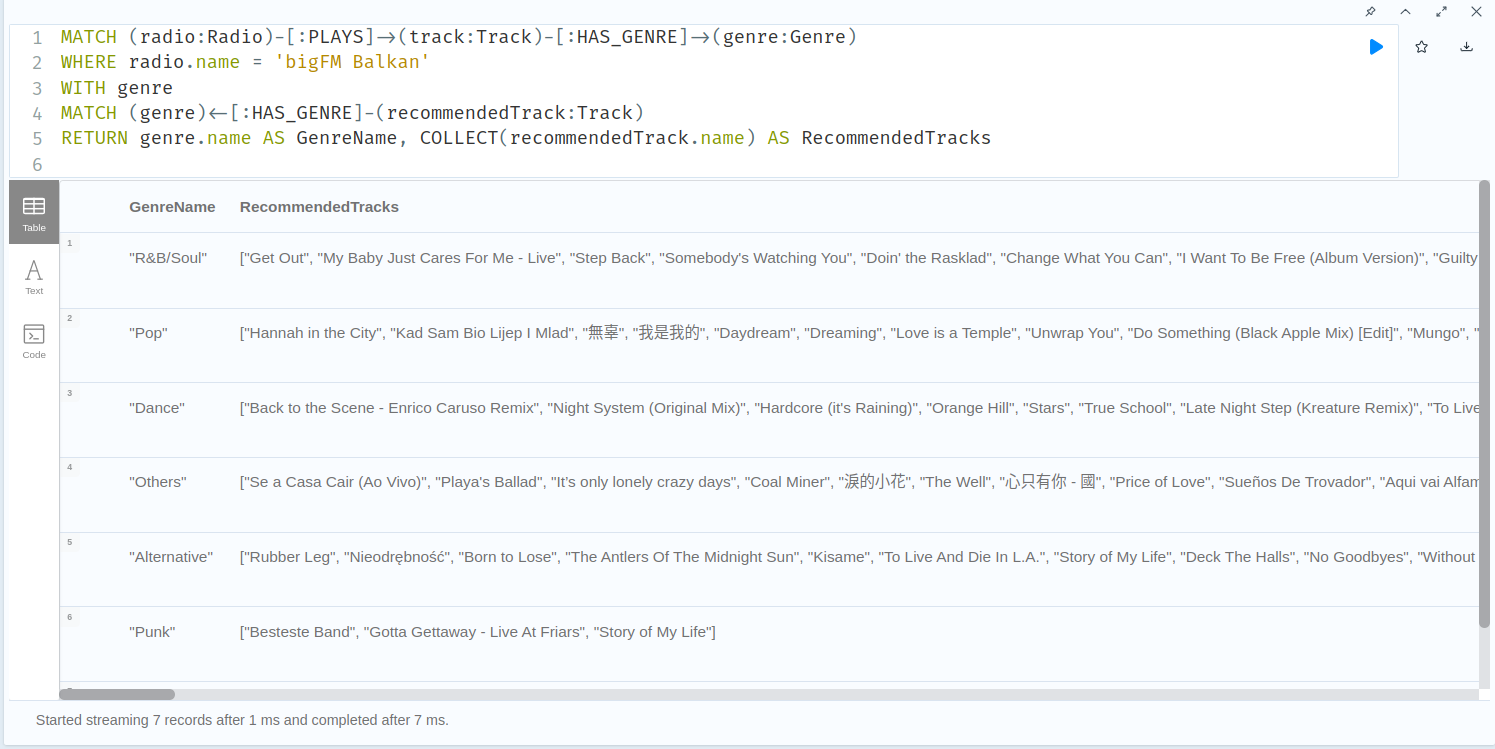 1 MATCH (radio:Radio)-[:PLAYS]->(track:Track)-[:HAS_GENRE]->(genre:Genre)
2 WHERE radio.name = 'bigFM Balkan'
3 WITH genre
4 MATCH (genre)<-[:HAS_GENRE]-(recommendedTrack:Track)
5 RETURN genre.name AS GenreName, COLLECT(recommendedTrack.name) AS RecommendedTracks
6
Table
Text
Code
GenreName RecommendedTracks
1
"R&B/Soul" ["Get Out", "My Baby Just Cares For Me - Live", "Step Back", "Somebody's Watching You", "Doin' the Rasklad", "Change What You Can", "I Want To Be Free (Album Version)", "Guilty
2
"Pop" ["Hannah in the City", "Kad Sam Bio Lijep I Mlad", "無辜", "我是我的", "Daydream", "Dreaming", "Love is a Temple", "Unwrap You", "Do Something (Black Apple Mix) [Edit]", "Mungo", "
3
"Dance" ["Back to the Scene - Enrico Caruso Remix", "Night System (Original Mix)", "Hardcore (it's Raining)", "Orange Hill", "Stars", "True School", "Late Night Step (Kreature Remix)", "To Live
4
"Others" ["Se a Casa Cair (Ao Vivo)", "Playa's Ballad", "It's only lonely crazy days", "Coal Miner", "淚的小花", "The Well", "心只有你 - 國", "Price of Love", "Sueños De Trovador", "Aqui vai Alfam
5
"Alternative" ["Rubber Leg", "Nieodrębność", "Born to Lose", "The Antlers Of The Midnight Sun", "Kisame", "To Live And Die In L.A.", "Story of My Life", "Deck The Halls", "No Goodbyes", "Without
6
"Punk" ["Besteste Band", "Gotta Gettaway - Live At Friars", "Story of My Life"]
Started streaming 7 records after 1 ms and completed after 7 ms.